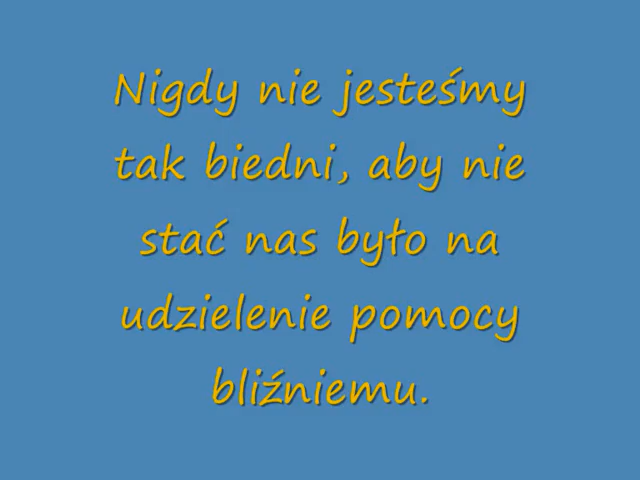 Nigdy nie jesteśmy
tak biedni, aby nie
stać nas było na
udzielenie pomocy
bliźniemu.